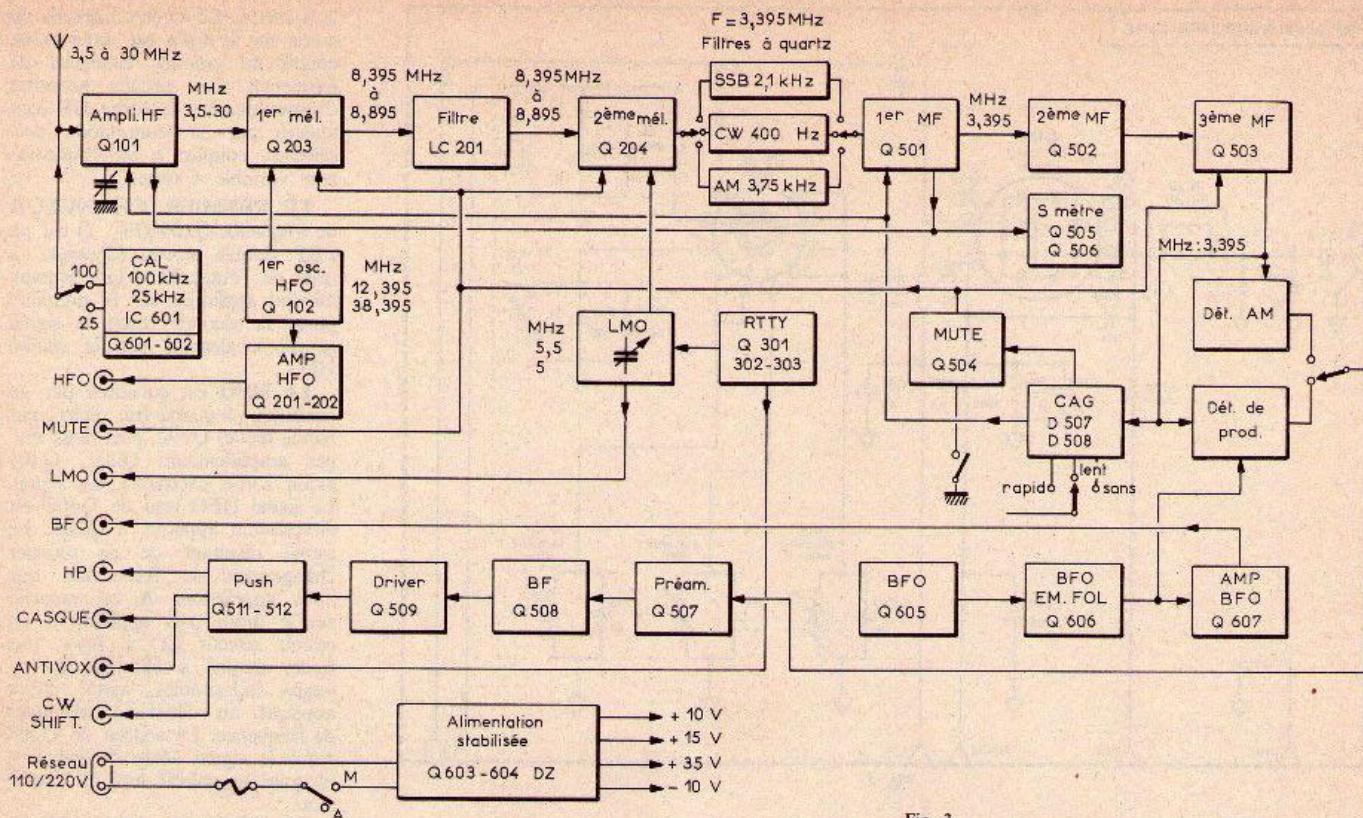 F = 3,395 MHz
Filtres à quartz
3,5 à 30 MHz
Ampli. HF
Q101
MHz
3,5-30
1er mél.
Q 203
8,395 MHz
à
8,895
Filtre
LC 201
8,395 MHz
à
8,895
2ème mél.
Q 204
SSB 2,1 kHz
CW 400 Hz
AM 3,75 kHz
1er MF
Q 501
MHz
3,395
2ème MF
Q 502
3ème MF
Q 503
S mètre
Q 505
Q 506
MHz : 3,395
100
25
CAL
100 kHz
25 kHz
IC 601
Q601-602
1er osc.
HFO
Q 102
MHz
12,395
38,395
AMP
HFO
Q 201-202
MHz
5,5
5
LMO
RTTY
Q 301
302-303
MUTE
Q 504
CAG
D 507
D 508
rapid
lent
sans
Dét. AM
Dét. de
prod.
HFO
MUTE
LMO
BFO
HP
CASQUE
ANTIVOX
CW
SHIFT.
Réseau
110/220V
Push
Q 511 - 512
Driver
Q 509
BF
Q 508
Préam.
Q 507
BFO
Q 605
BFO
EM. FOL
Q 606
AMP
BFO
Q 607
M
A
Alimentation
stabilisée
Q 603 - 604 DZ
+ 10 V
+ 15 V
+ 35 V
- 10 V
Fig. 3